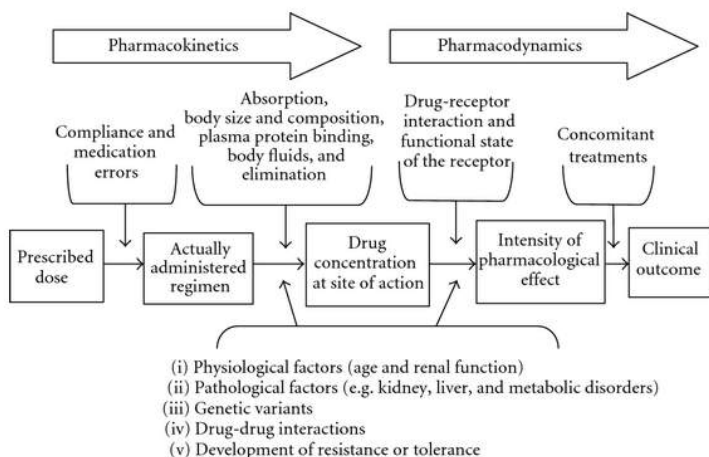 Pharmacokinetics
Pharmacodynamics
Compliance and
medication
errors
Absorption,
body size and composition,
plasma protein binding,
body fluids, and
elimination
Drug-receptor
interaction and
functional state
of the receptor
Concomitant
treatments
Prescribed
dose
Actually
administered
regimen
Drug
concentration
at site of action
Intensity of
pharmacological
effect
Clinical
outcome
(i) Physiological factors (age and renal function)
(ii) Pathological factors (e.g. kidney, liver, and metabolic disorders)
(iii) Genetic variants
(iv) Drug-drug interactions
(v) Development of resistance or tolerance